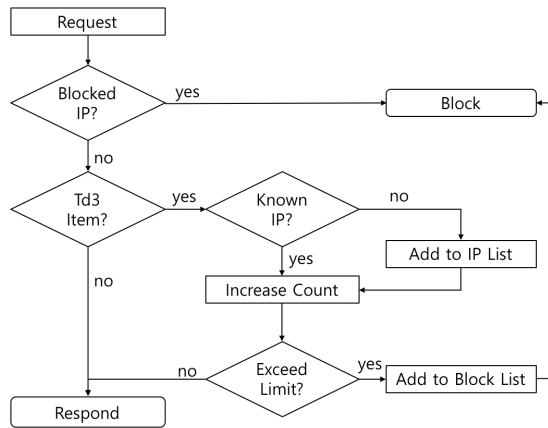 Request
Blocked
IP?
yes
Block
no
Td3
Item?
yes
Known
IP?
no
Add to IP List
yes
no
Increase Count
Exceed
Limit?
no
yes
Add to Block List
Respond